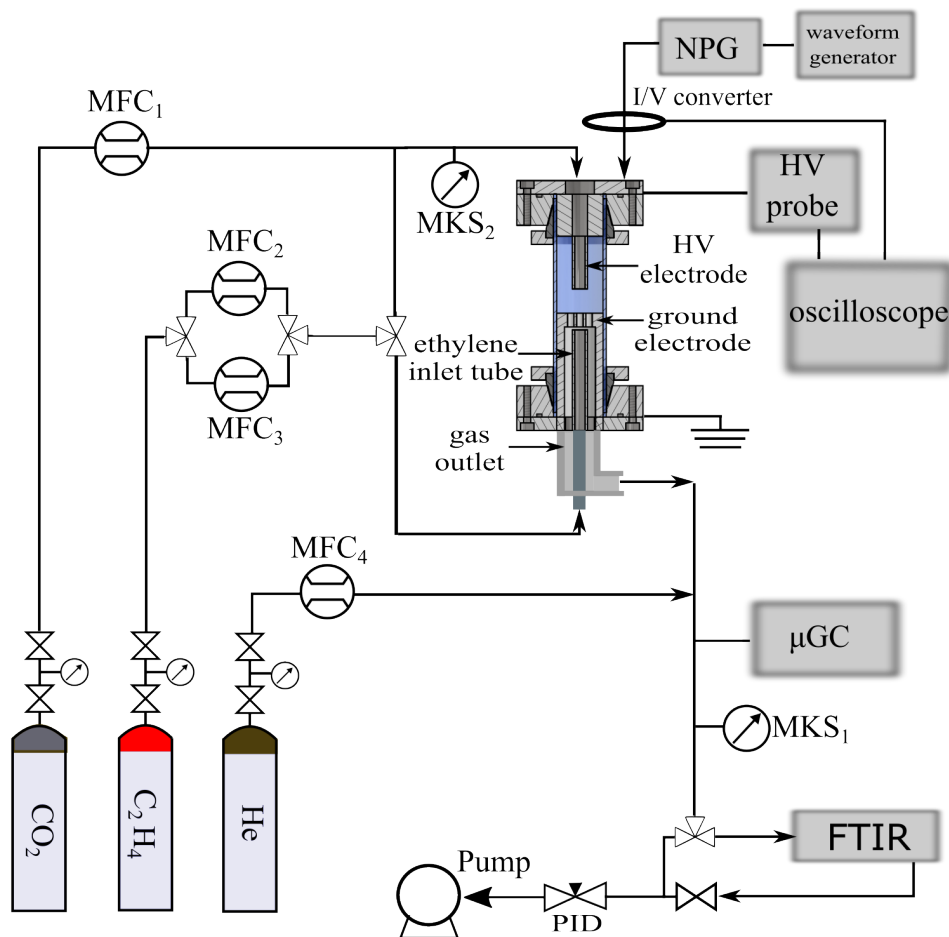 NPG
waveform
generator
I/V converter
MFC₁
MKS₂
HV
probe
MFC₂
HV
electrode
oscilloscope
ground
electrode
ethylene
inlet tube
MFC₃
gas
outlet
MFC₄
μGC
MKS₁
CO₂
C₂H₄
He
FTIR
Pump
PID